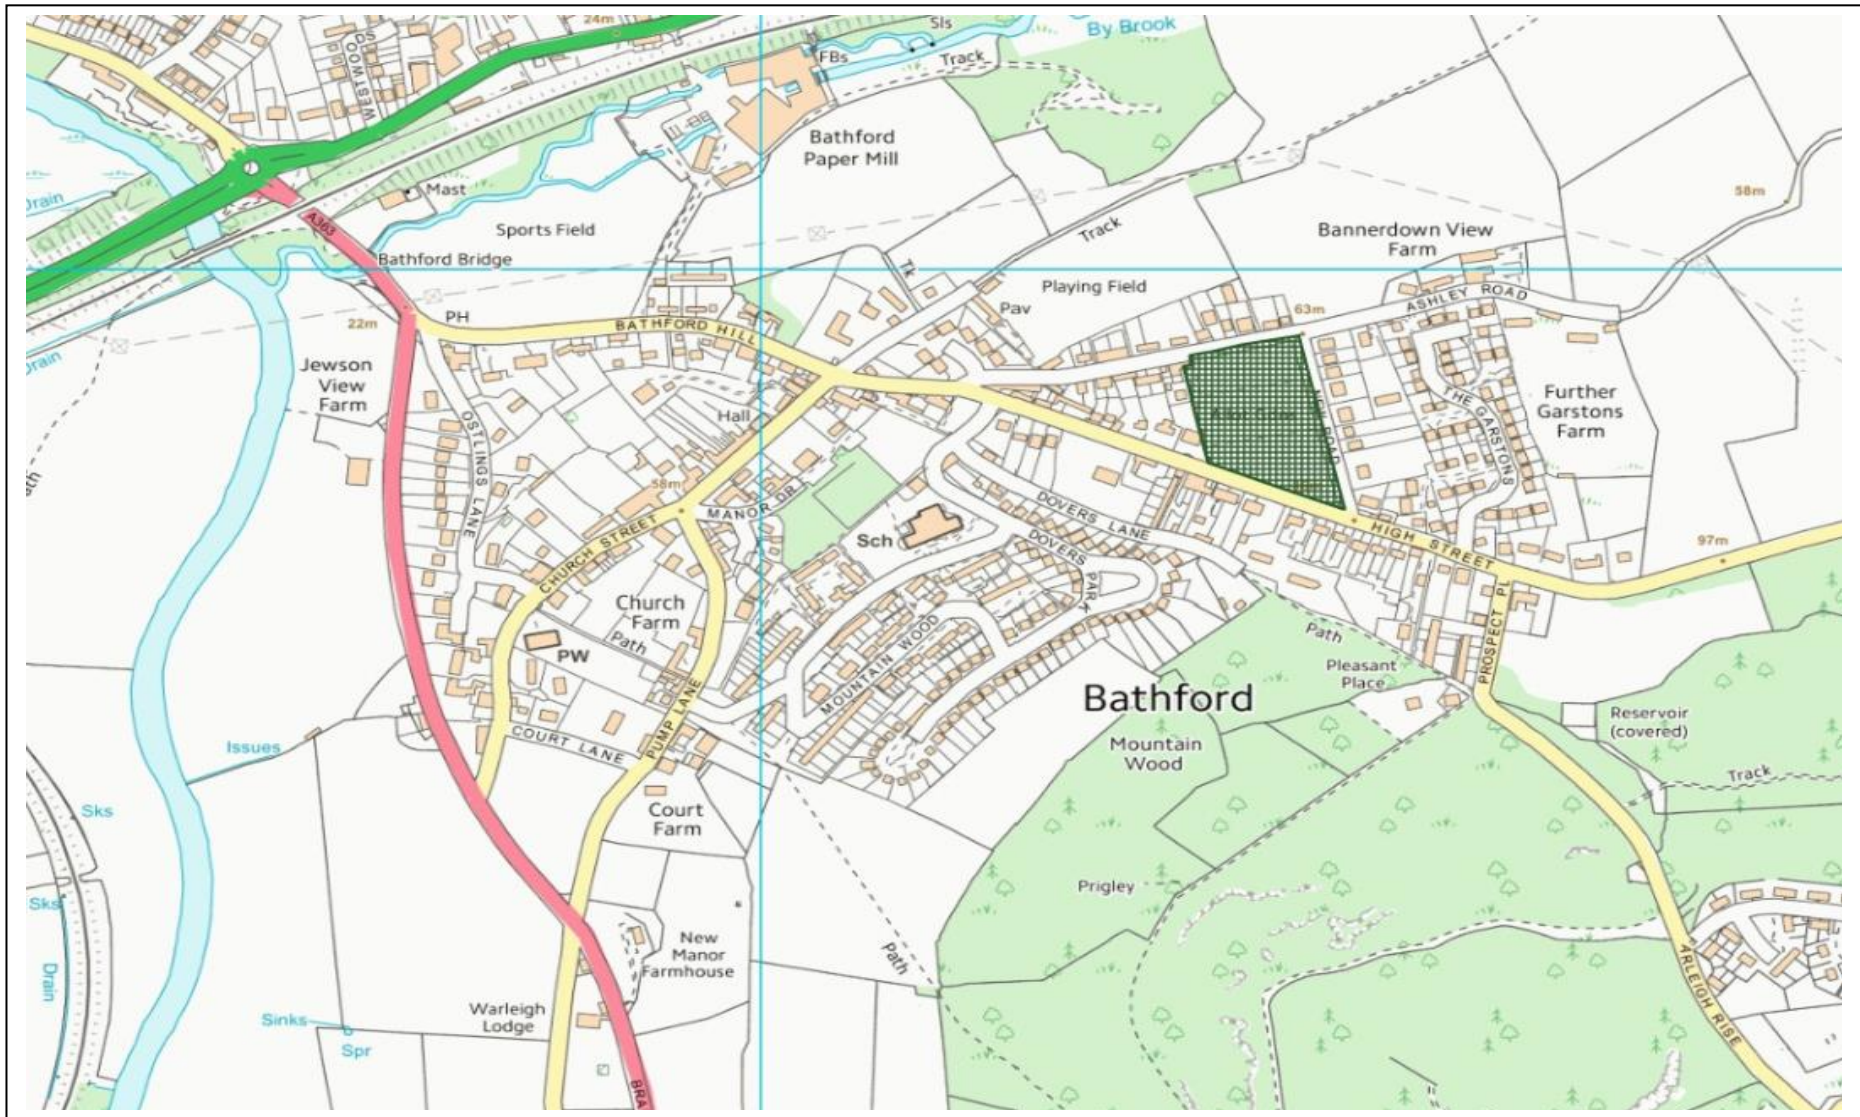 24m
Sls
By Brook
WESTWOOD
FBs
Track
Bathford
Paper Mill
Mast
Drain
58m
A363
Sports Field
Track
Bannerdown View
Farm
Bathford Bridge
Tk
Playing Field
ASHLEY ROAD
PH
Pav
63m
22m
BATHFORD HILL
Drain
Jewson
View
Farm
Further
Garstons
Farm
THE GARSTONS
Hall
OSTLINGS LANE
ROAD
58m
MANOR DR
DOVERS LANE
HIGH STREET
Sch
97m
CHURCH STREET
DOVERS PARK
Church
Farm
PROSPECT PL
Path
Path
PW
Pleasant
Place
MOUNTAIN WOOD
Bathford
PUMP LANE
Reservoir
(covered)
COURT LANE
Issues
Mountain
Wood
Track
Sks
Court
Farm
Prigley
Sks
New
Manor
Farmhouse
Path
Drain
ARLEIGH RISE
Warleigh
Lodge
Sinks
Spr
BRA